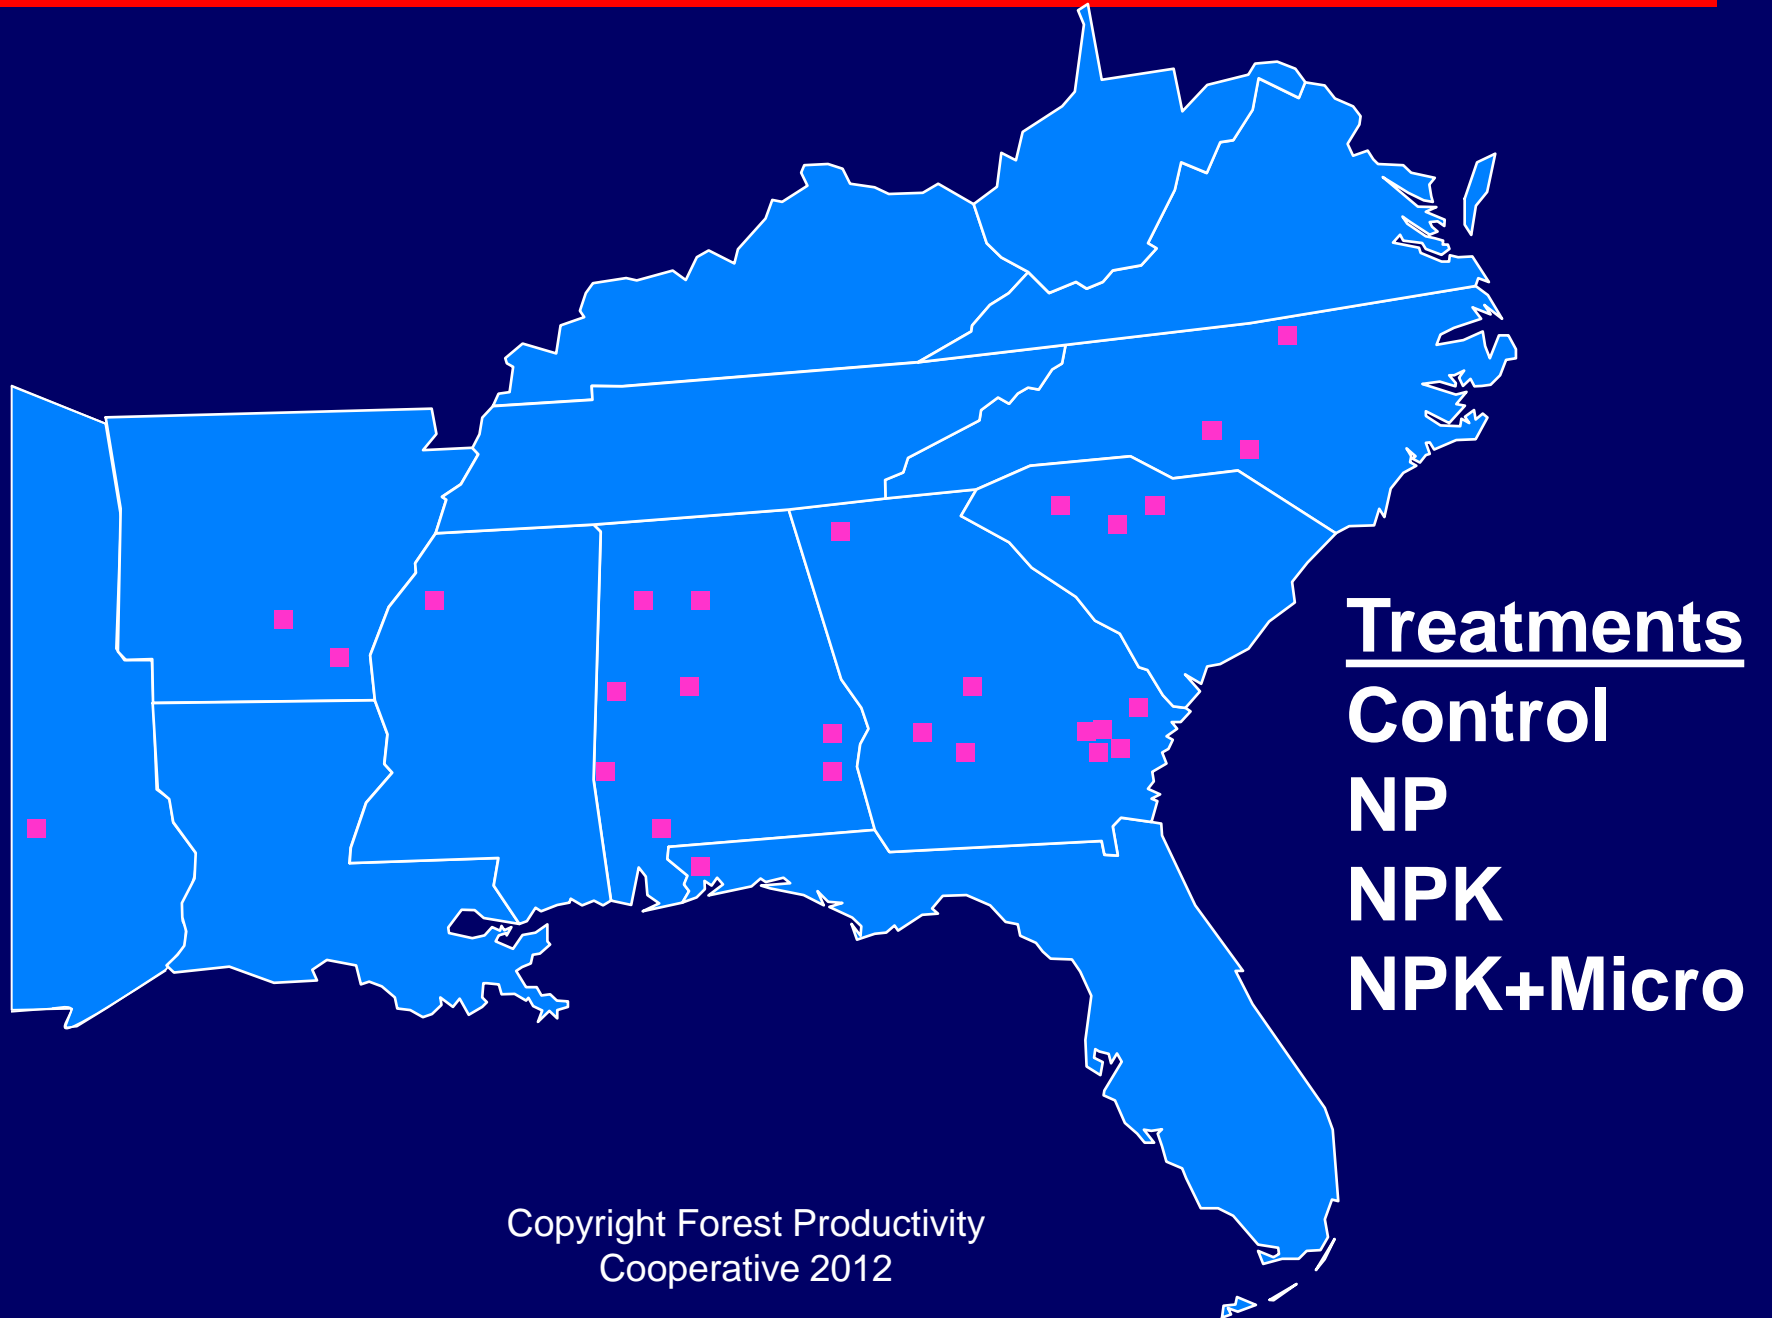 Treatments
Control
NP
NPK
NPK+Micro
Copyright Forest Productivity
Cooperative 2012